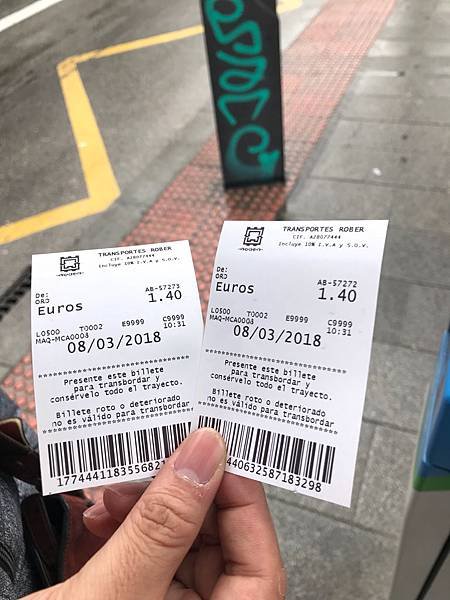 TRANSPORTES ROBER
CIF. A28077444
Incluye 10% I.V.A y S.O.V.
De:
ORD
AB-57273
Euros 1.40
L0500 T0002 E9999 C9999
MAQ-MCA0003 10:31
08/03/2018
********************************
Presente este billete
para transbordar y
consérvelo todo el trayecto.
Billete roto o deteriorado
no es válido para transbordar
********************************
TRANSPORTES ROBER
CIF. A28077444
Incluye 10% I.V.A y S.O.V.
De:
ORD
AB-57272
Euros 1.40
L0500 T0002 E9999 C9999
MAQ-MCA0003 10:31
08/03/2018
********************************
Presente este billete
para transbordar y
consérvelo todo el trayecto.
Billete roto o deteriorado
no es válido para transbordar
********************************
440632587183298